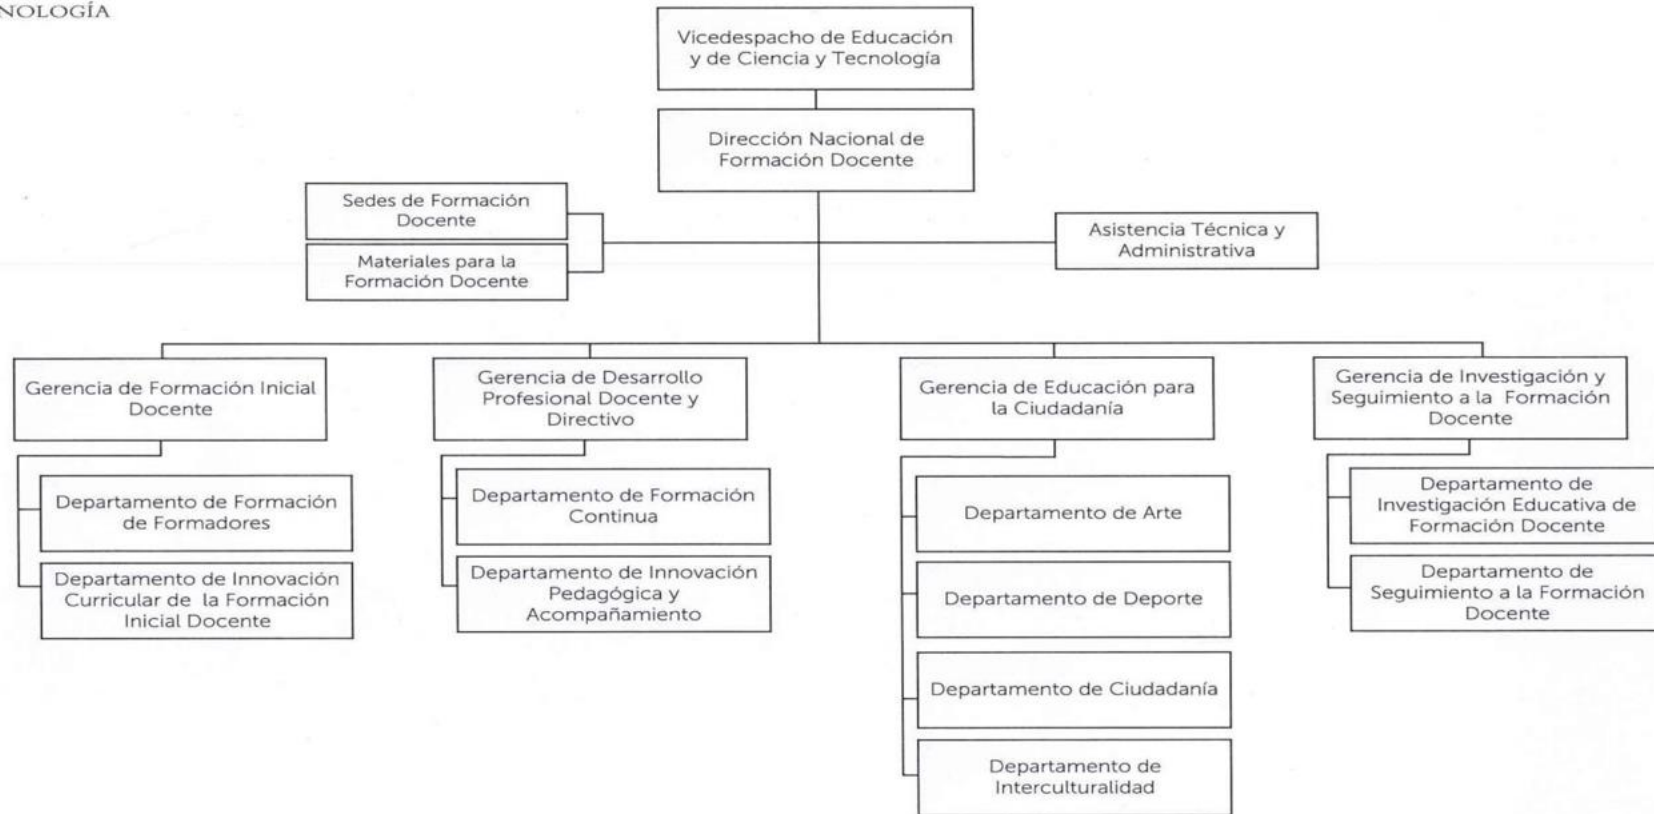 Vicedespacho de Educación
y de Ciencia y Tecnología
Dirección Nacional de
Formación Docente
Sedes de Formación
Docente
Materiales para la
Formación Docente
Asistencia Técnica y
Administrativa
Gerencia de Formación Inicial
Docente
Departamento de Formación
de Formadores
Departamento de Innovación
Curricular de la Formación
Inicial Docente
Gerencia de Desarrollo
Profesional Docente y
Directivo
Departamento de Formación
Continua
Departamento de Innovación
Pedagógica y
Acompañamiento
Gerencia de Educación para
la Ciudadanía
Departamento de Arte
Departamento de Deporte
Departamento de Ciudadanía
Departamento de
Interculturalidad
Gerencia de Investigación y
Seguimiento a la Formación
Docente
Departamento de
Investigación Educativa de
Formación Docente
Departamento de
Seguimiento a la Formación
Docente